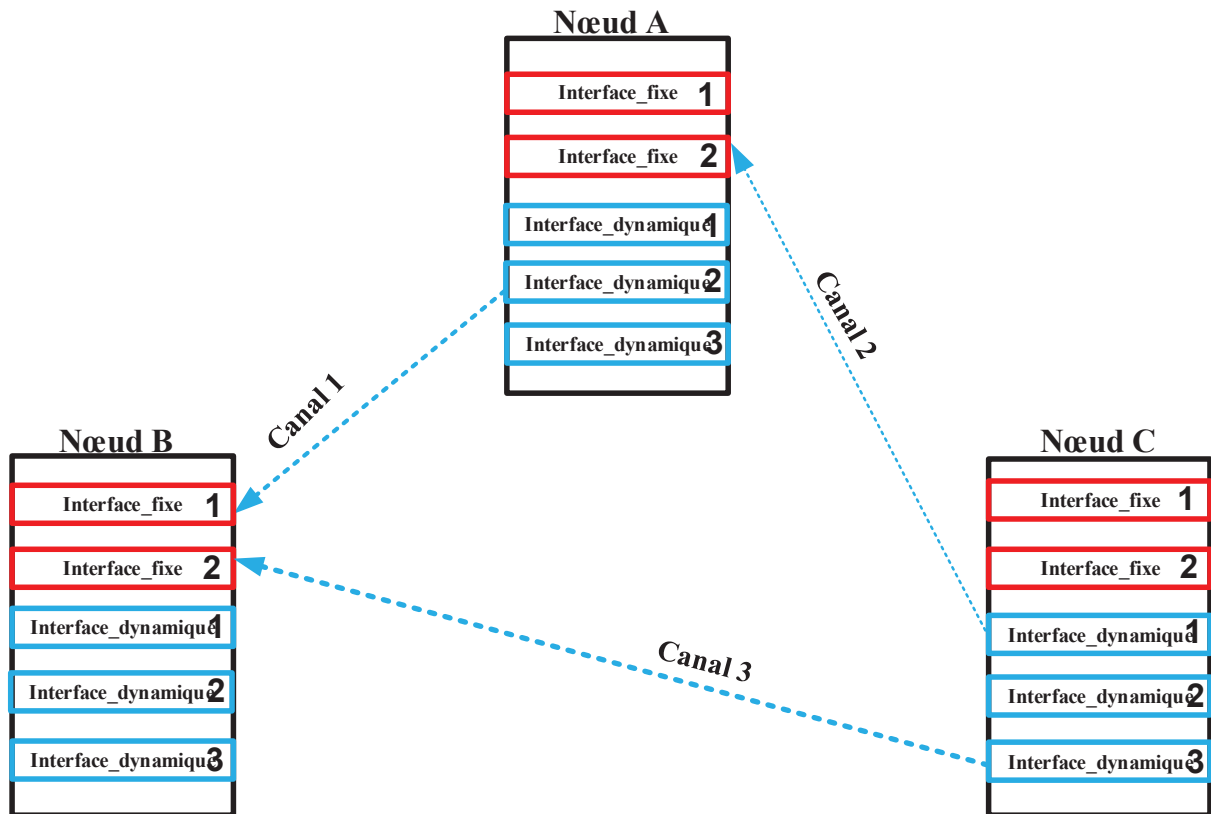 Nœud A
Interface_fixe 1
Interface_fixe 2
Interface_dynamique 1
Interface_dynamique 2
Interface_dynamique 3
Canal 1
Canal 2
Nœud B
Interface_fixe 1
Interface_fixe 2
Interface_dynamique 1
Interface_dynamique 2
Interface_dynamique 3
Canal 3
Nœud C
Interface_fixe 1
Interface_fixe 2
Interface_dynamique 1
Interface_dynamique 2
Interface_dynamique 3